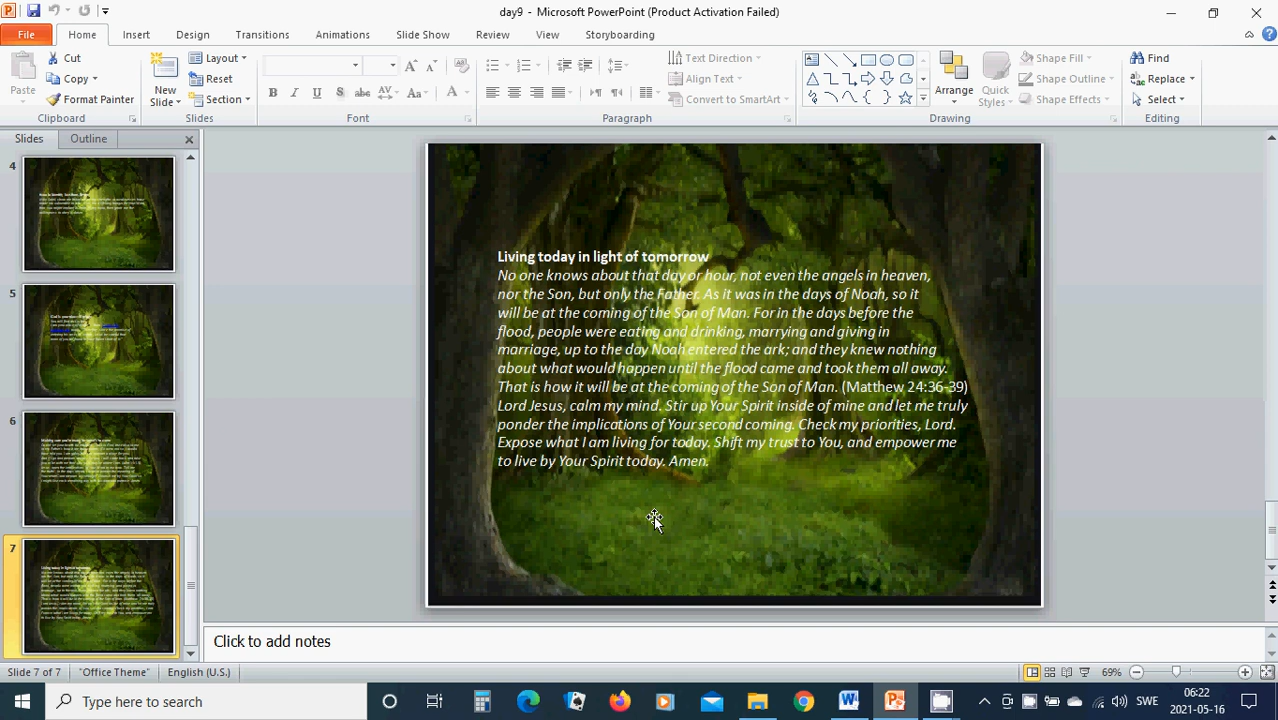 day9 - Microsoft PowerPoint (Product Activation Failed)
File Home Insert Design Transitions Animations Slide Show Review View Storyboarding
Paste
Cut
Copy
Format Painter
Clipboard
New Slide
Layout
Reset
Section
Slides
Font
Paragraph
Text Direction
Align Text
Convert to SmartArt
Arrange
Quick Styles
Shape Fill
Shape Outline
Shape Effects
Drawing
Find
Replace
Select
Editing
Slides Outline
4
5
6
7
Living today in light of tomorrow
No one knows about that day or hour, not even the angels in heaven,
nor the Son, but only the Father. As it was in the days of Noah, so it
will be at the coming of the Son of Man. For in the days before the
flood, people were eating and drinking, marrying and giving in
marriage, up to the day Noah entered the ark; and they knew nothing
about what would happen until the flood came and took them all away.
That is how it will be at the coming of the Son of Man. (Matthew 24:36-39)
Lord Jesus, calm my mind. Stir up Your Spirit inside of mine and let me truly
ponder the implications of Your second coming. Check my priorities, Lord.
Expose what I am living for today. Shift my trust to You, and empower me
to live by Your Spirit today. Amen.
Click to add notes
Slide 7 of 7 "Office Theme" English (U.S.) 69%
Type here to search
SWE
06:22
2021-05-16